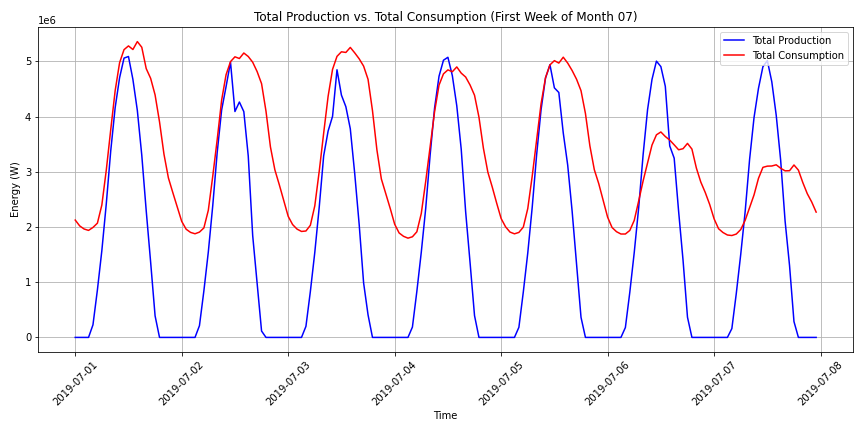 Total Production vs. Total Consumption (First Week of Month 07)
1e6
Total Production
Total Consumption
5
4
3
2
1
0
Energy (W)
2019-07-01
2019-07-02
2019-07-03
2019-07-04
2019-07-05
2019-07-06
2019-07-07
2019-07-08
Time